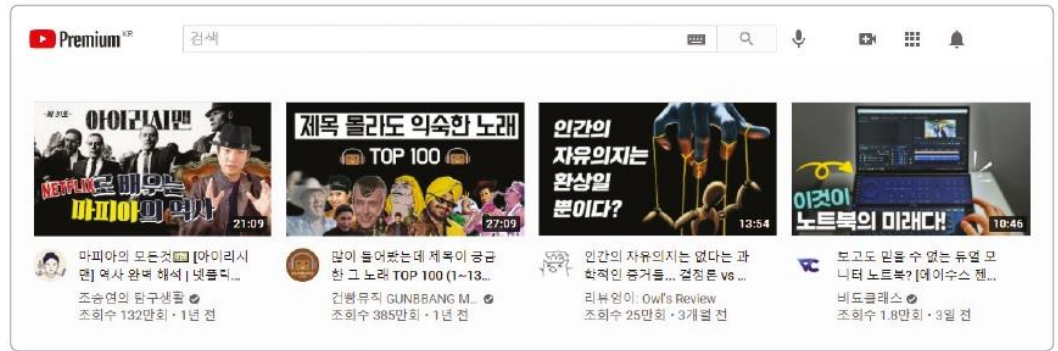 Premium KR
검색
-제 31호- 아이리시맨
NETFLIX로 배우는
마피아의 역사
21:09
제목 몰라도 익숙한 노래
TOP 100
27:09
인간의
자유의지는
환상일
뿐이다?
13:54
이것이
노트북의 미래다!
10:46
마피아의 모든것 [아이리시
맨] 역사 완벽 해석 | 넷플릭...
조승연의 탐구생활
조회수 132만회 • 1년 전
많이 들어봤는데 제목이 궁금
한 그 노래 TOP 100 (1~13...
건빵뮤직 GUNBBANG M...
조회수 385만회 • 1년 전
인간의 자유의지는 없다는 과
학적인 증거들... 결정론 vs ...
리뷰엉이: Owl's Review
조회수 25만회 • 3개월 전
보고도 믿을 수 없는 듀얼 모
니터 노트북? [에이수스 젠...
비됴클래스
조회수 1.8만회 • 3일 전